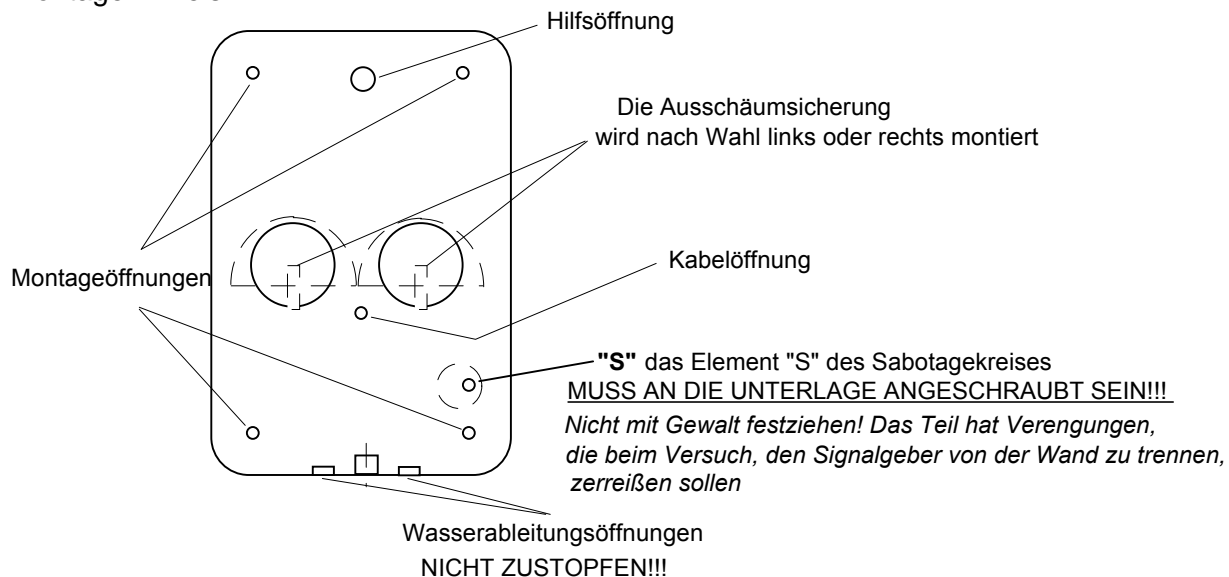 Hilfsöffnung
Die Ausschäumsicherung
wird nach Wahl links oder rechts montiert
Kabelöffnung
Montageöffnungen
"S" das Element "S" des Sabotagekreises
MUSS AN DIE UNTERLAGE ANGESCHRAUBT SEIN!!!
Nicht mit Gewalt festziehen! Das Teil hat Verengungen,
die beim Versuch, den Signalgeber von der Wand zu trennen,
zerreißen sollen
Wasserableitungsöffnungen
NICHT ZUSTOPFEN!!!